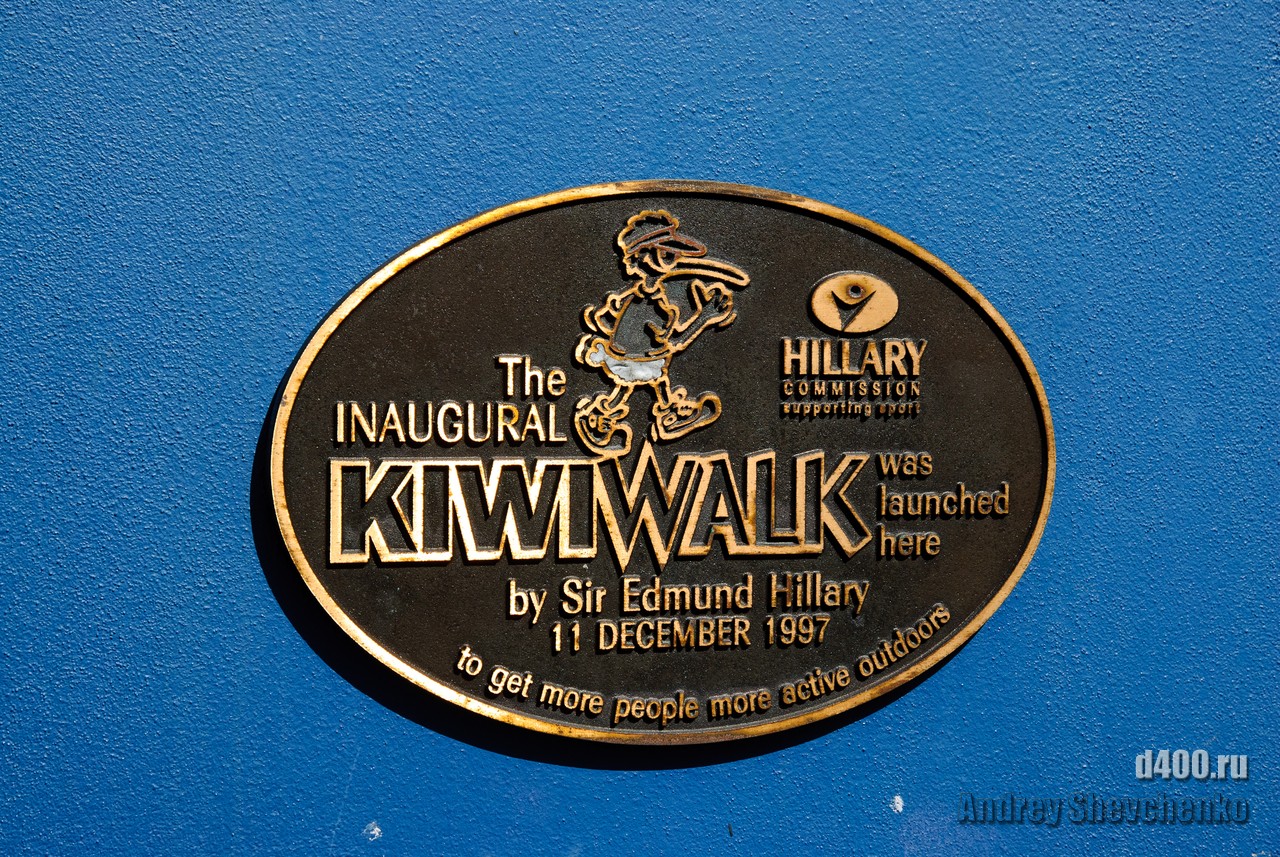 The
INAUGURAL
KIWIWALK
was
launched
here
by Sir Edmund Hillary
11 DECEMBER 1997
to get more people more active outdoors
HILLARY
COMMISSION
supporting sport
d400.ru
Andrey Shevchenko